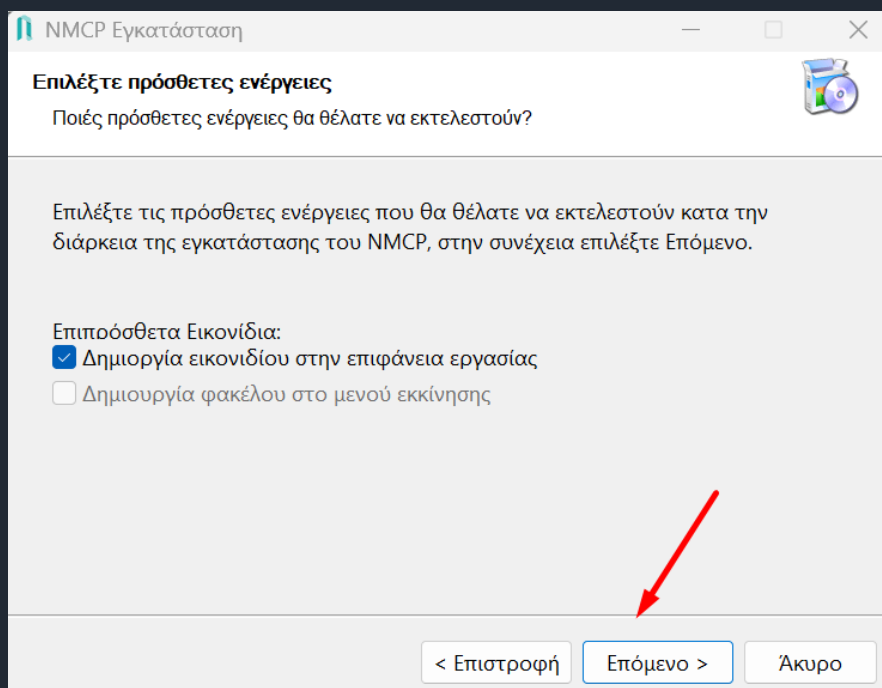 NMCP Εγκατάσταση
Επιλέξτε πρόσθετες ενέργειες
Ποιές πρόσθετες ενέργειες θα θέλατε να εκτελεστούν?
Επιλέξτε τις πρόσθετες ενέργειες που θα θέλατε να εκτελεστούν κατα την
διάρκεια της εγκατάστασης του NMCP, στην συνέχεια επιλέξτε Επόμενο.
Επιπρόσθετα Εικονίδια:
Δημιοργία εικονιδίου στην επιφάνεια εργασίας
Δημιουργία φακέλου στο μενού εκκίνησης
< Επιστροφή Επόμενο > Άκυρο